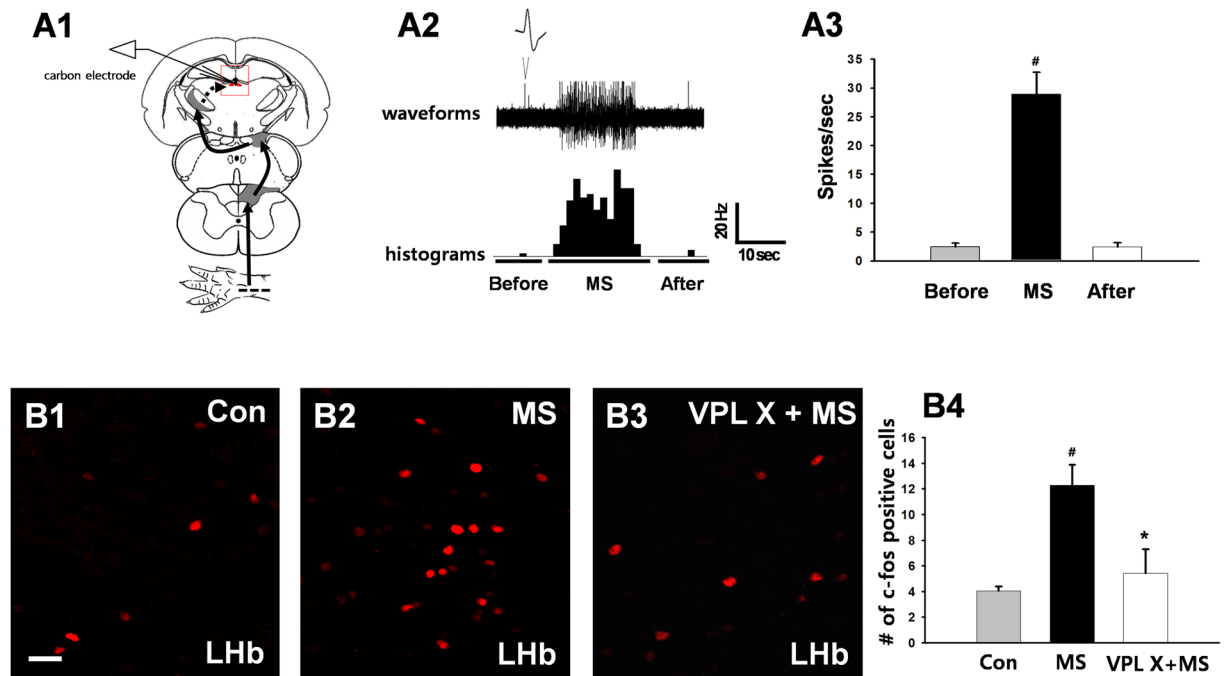 A1
carbon electrode
A2
waveforms
histograms
20Hz
10sec
Before MS After
A3
Spikes/sec
35
30
25
20
15
10
5
0
#
Before MS After
B1 Con
LHb
B2 MS
LHb
B3 VPL X + MS
LHb
B4
# of c-fos positive cells
16
14
12
10
8
6
4
2
0
#
*
Con MS VPL X+MS